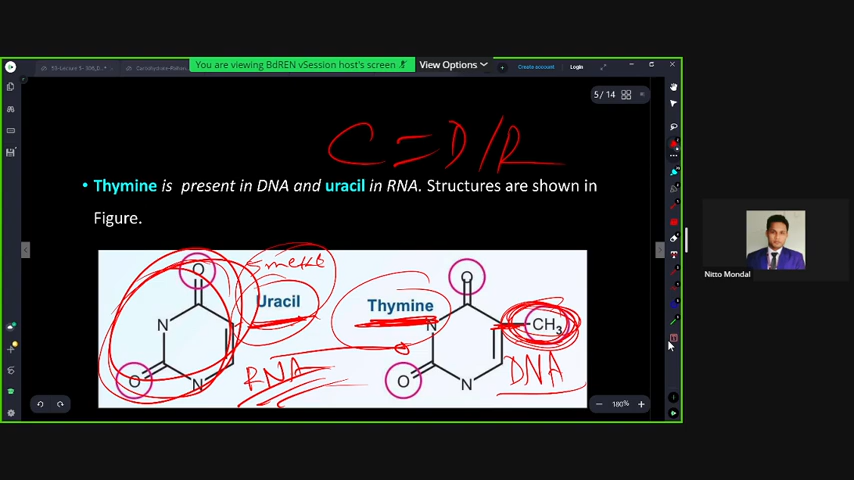 You are viewing BdREN vSession host's screen
View Options
Create account
Login
5 / 14
C = D/R
• Thymine is present in DNA and uracil in RNA. Structures are shown in
Figure.
O
Uracil
N
O
N
RNA
Thymine
O
N
CH3
O
N
DNA
180%
Nitto Mondal